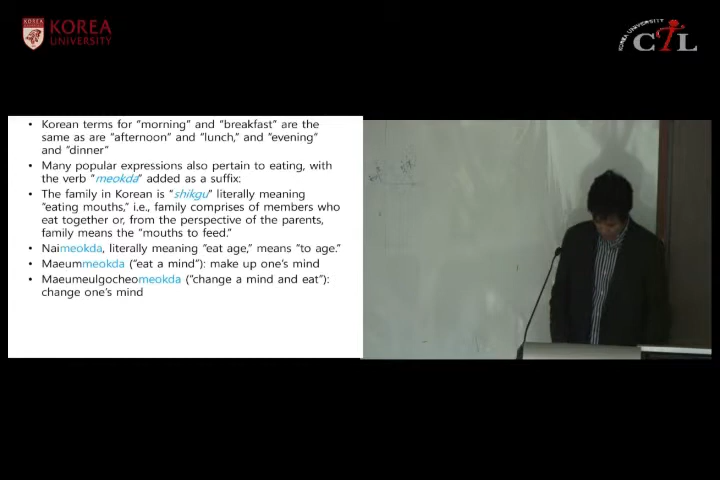 KOREA
UNIVERSITY
KOREA UNIVERSITY
CTL
• Korean terms for “morning” and “breakfast” are the
same as are “afternoon” and “lunch,” and “evening”
and “dinner”
• Many popular expressions also pertain to eating, with
the verb “meokda” added as a suffix:
• The family in Korean is “shikgu” literally meaning
“eating mouths,” i.e., family comprises of members who
eat together or, from the perspective of the parents,
family means the “mouths to feed.”
• Naimeokda, literally meaning “eat age,” means “to age.”
• Maeummeokda (“eat a mind”): make up one’s mind
• Maeumeulgocheomeokda (“change a mind and eat”):
change one’s mind